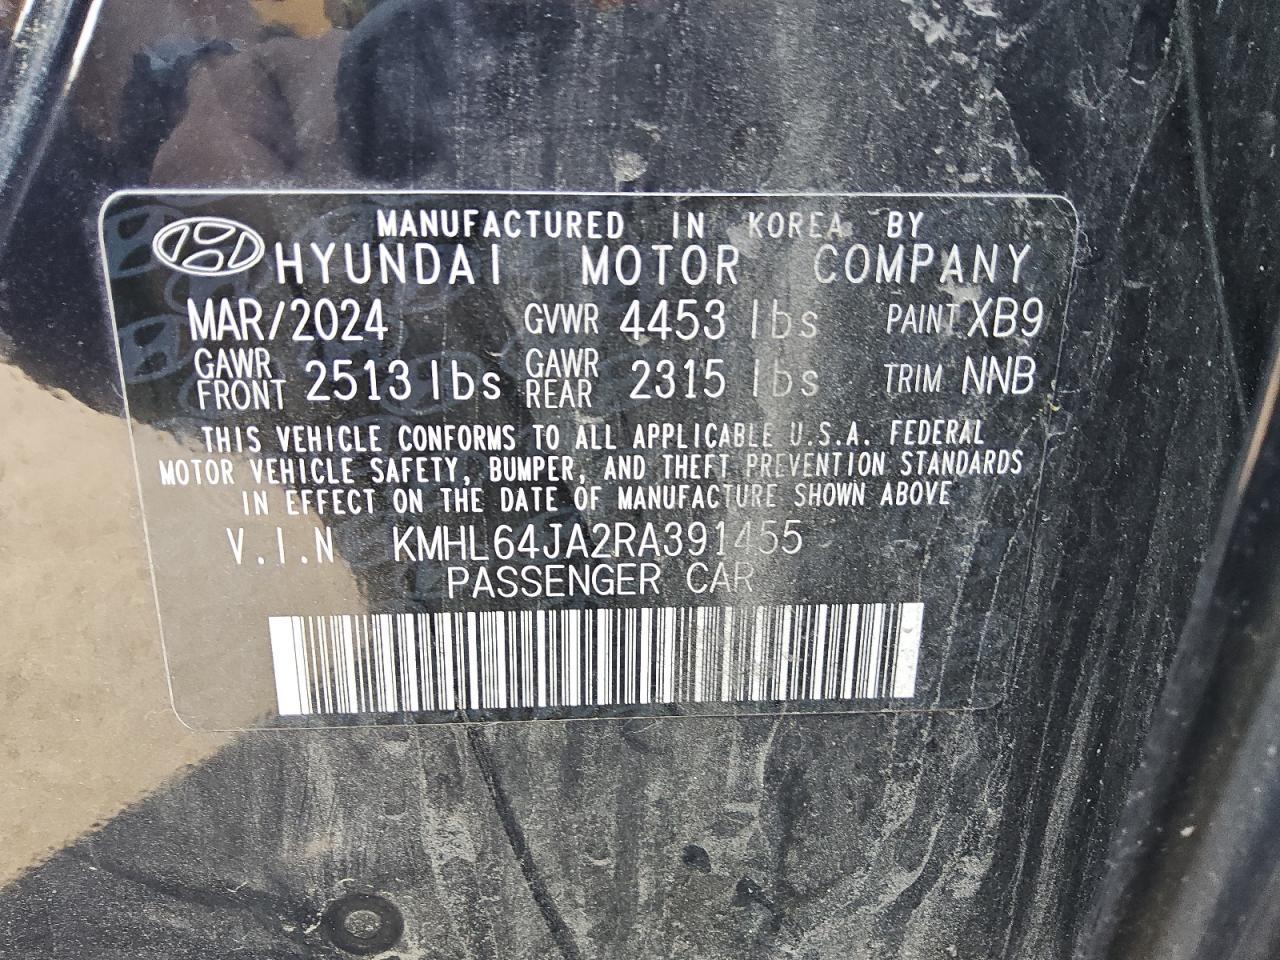 MANUFACTURED IN KOREA BY
HYUNDAI MOTOR COMPANY
MAR/2024 GVWR 4453 lbs PAINT XB9
GAWR FRONT 2513 lbs GAWR REAR 2315 lbs TRIM NNB
THIS VEHICLE CONFORMS TO ALL APPLICABLE U.S.A. FEDERAL
MOTOR VEHICLE SAFETY, BUMPER, AND THEFT PREVENTION STANDARDS
IN EFFECT ON THE DATE OF MANUFACTURE SHOWN ABOVE
V.I.N KMHL64JA2RA391455
PASSENGER CAR